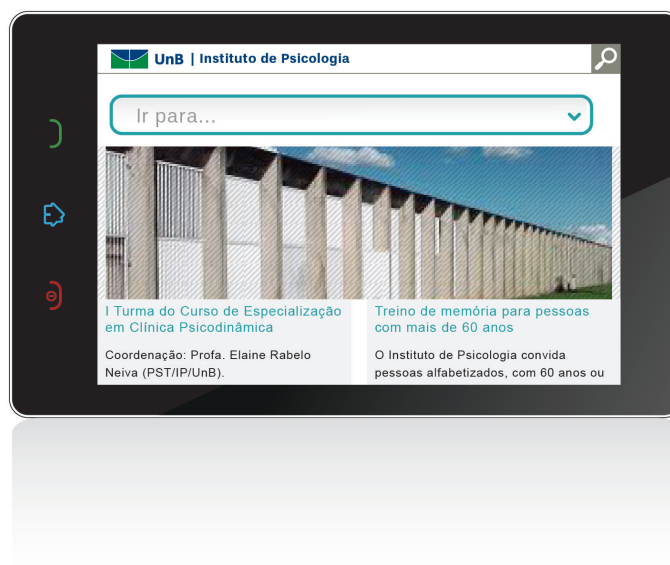 UnB | Instituto de Psicologia
Ir para...
I Turma do Curso de Especialização
em Clínica Psicodinâmica
Coordenação: Profa. Elaine Rabelo
Neiva (PST/IP/UnB).
Treino de memória para pessoas
com mais de 60 anos
O Instituto de Psicologia convida
pessoas alfabetizados, com 60 anos ou